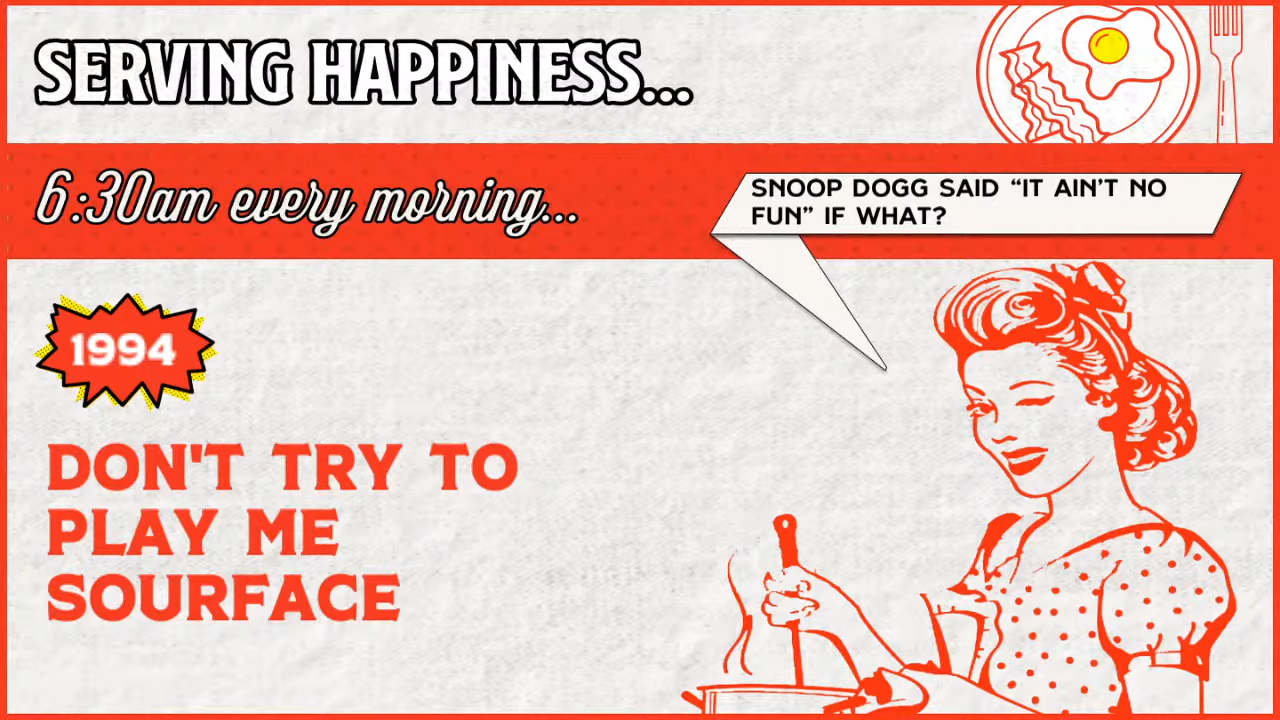 SERVING HAPPINESS...
6:30am every morning...
SNOOP DOGG SAID “IT AIN’T NO
FUN” IF WHAT?
1994
DON'T TRY TO
PLAY ME
SOURFACE